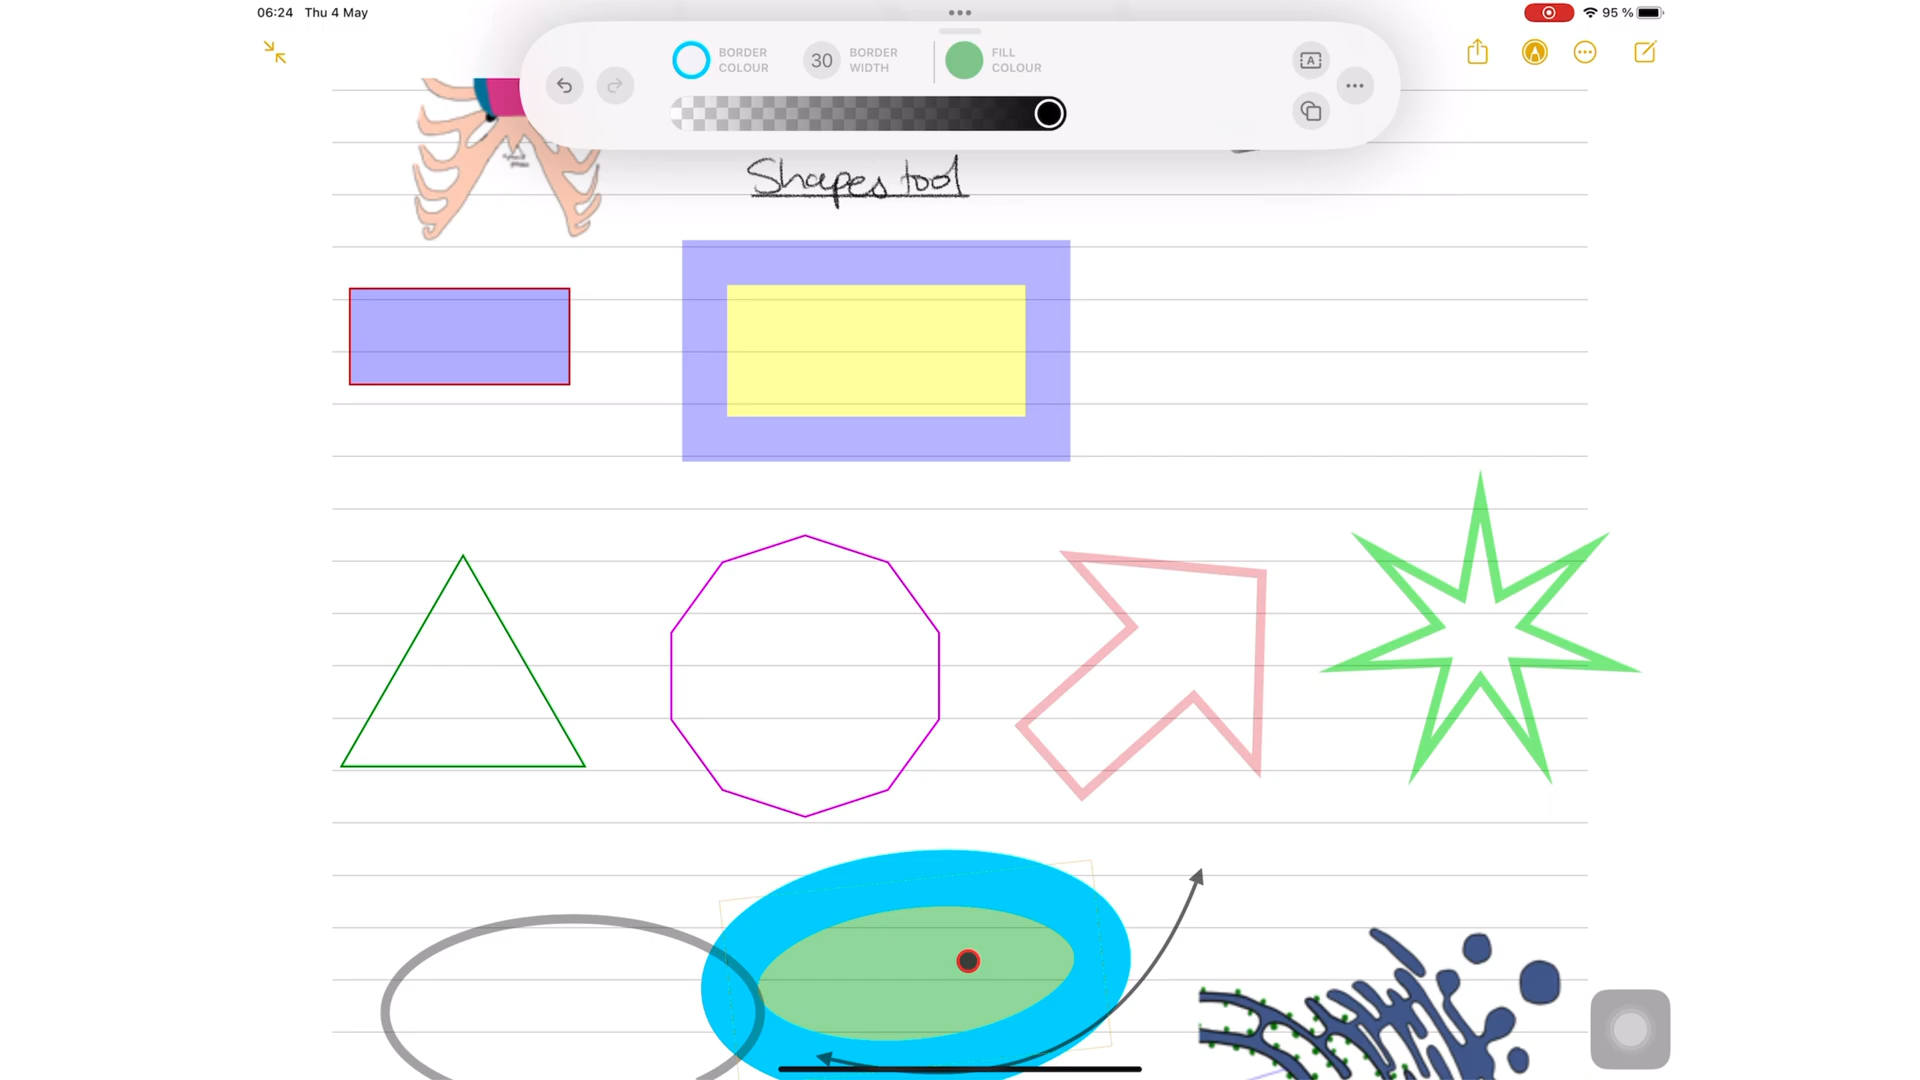 06:24 Thu 4 May
95 %
BORDER
COLOUR
30
BORDER
WIDTH
FILL
COLOUR
A
Shapes tool